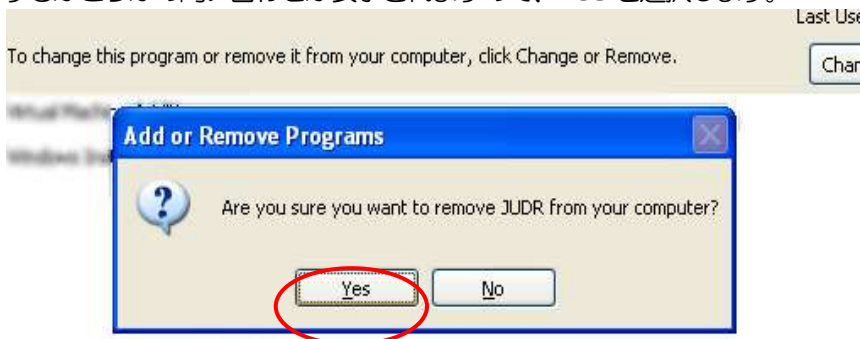 Last Use
To change this program or remove it from your computer, click Change or Remove.
Chan
Add or Remove Programs
Are you sure you want to remove JUDR from your computer?
Yes
No